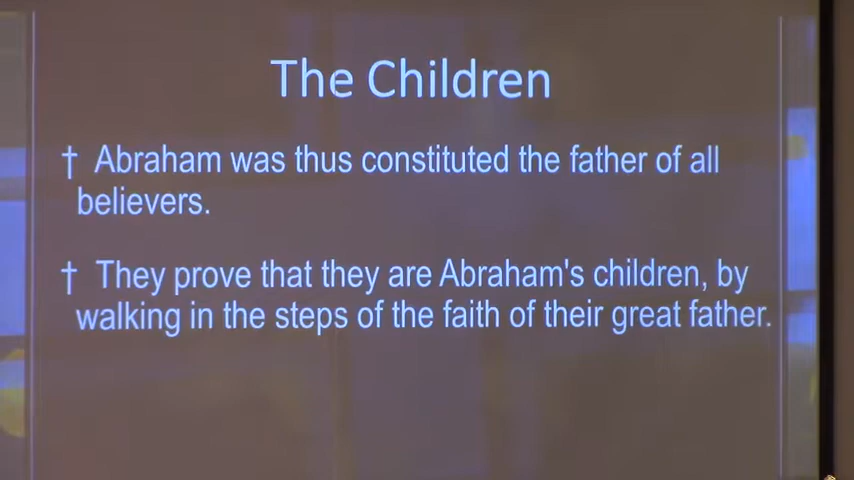 The Children
† Abraham was thus constituted the father of all
believers.
† They prove that they are Abraham's children, by
walking in the steps of the faith of their great father.